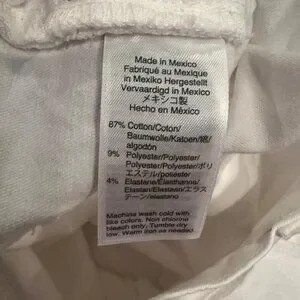 Made in Mexico
Fabriqué au Mexique
in Mexiko Hergestellt
Vervaardigd in Mexico
メキシコ製
Hecho en México
87% Cotton/Coton/
Baumwolle/Katoen/綿/
algodón
9% Polyester/Polyester/
Polyester/Polyester/ポリ
エステル/poliéster
4% Elastane/Élasthanne/
Elastan/Elastaan/エラス
テーン/elastano
Machine wash cold with
like colors. Non chlorine
bleach only. Tumble dry
low. Warm iron as needed.